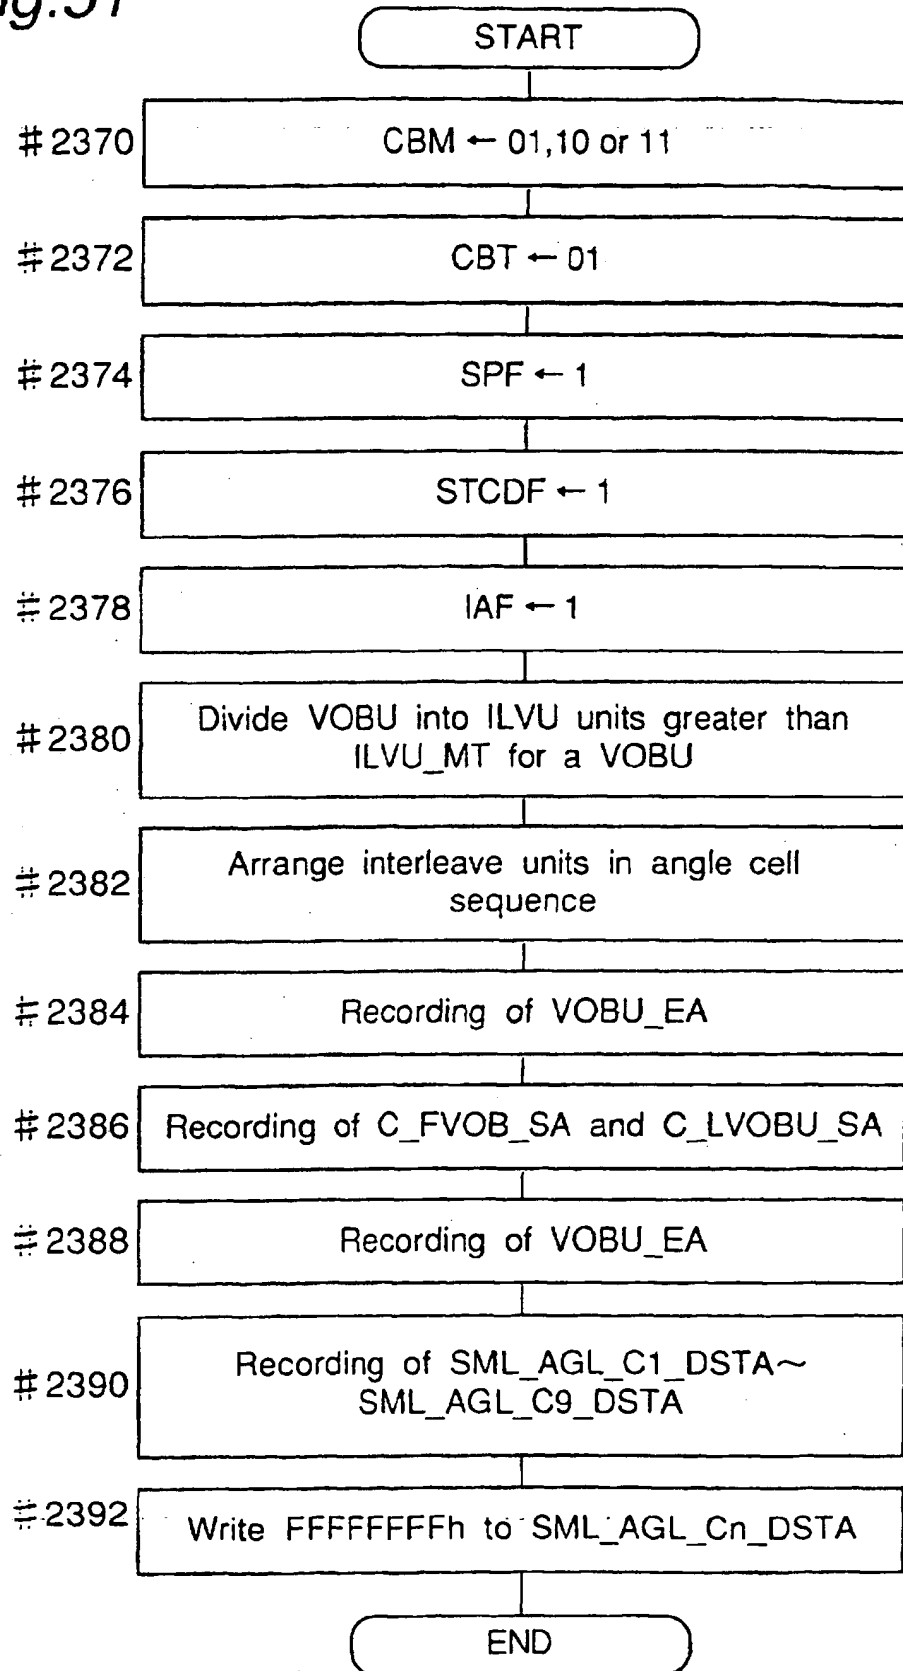 ig.51
START
#2370
CBM ← 01,10 or 11
#2372
CBT ← 01
#2374
SPF ← 1
#2376
STCDF ← 1
#2378
IAF ← 1
#2380
Divide VOBU into ILVU units greater than
ILVU_MT for a VOBU
#2382
Arrange interleave units in angle cell
sequence
#2384
Recording of VOBU_EA
#2386
Recording of C_FVOB_SA and C_LVOBU_SA
#2388
Recording of VOBU_EA
#2390
Recording of SML_AGL_C1_DSTA~
SML_AGL_C9_DSTA
#2392
Write FFFFFFFFh to SML_AGL_Cn_DSTA
END